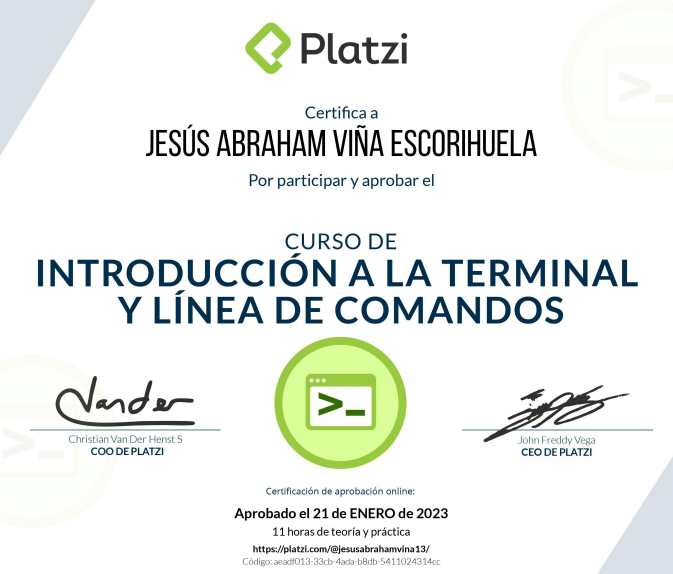 Platzi
Certifica a
JESÚS ABRAHAM VIÑA ESCORIHUELA
Por participar y aprobar el
CURSO DE
INTRODUCCIÓN A LA TERMINAL
Y LÍNEA DE COMANDOS
Vander
Christian Van Der Henst S
COO DE PLATZI
John Freddy Vega
CEO DE PLATZI
Certificación de aprobación online:
Aprobado el 21 de ENERO de 2023
11 horas de teoría y práctica
https://platzi.com/@jesusabrahamvina13/
Código: aeadf013-33cb-4ada-b8db-5411024314cc